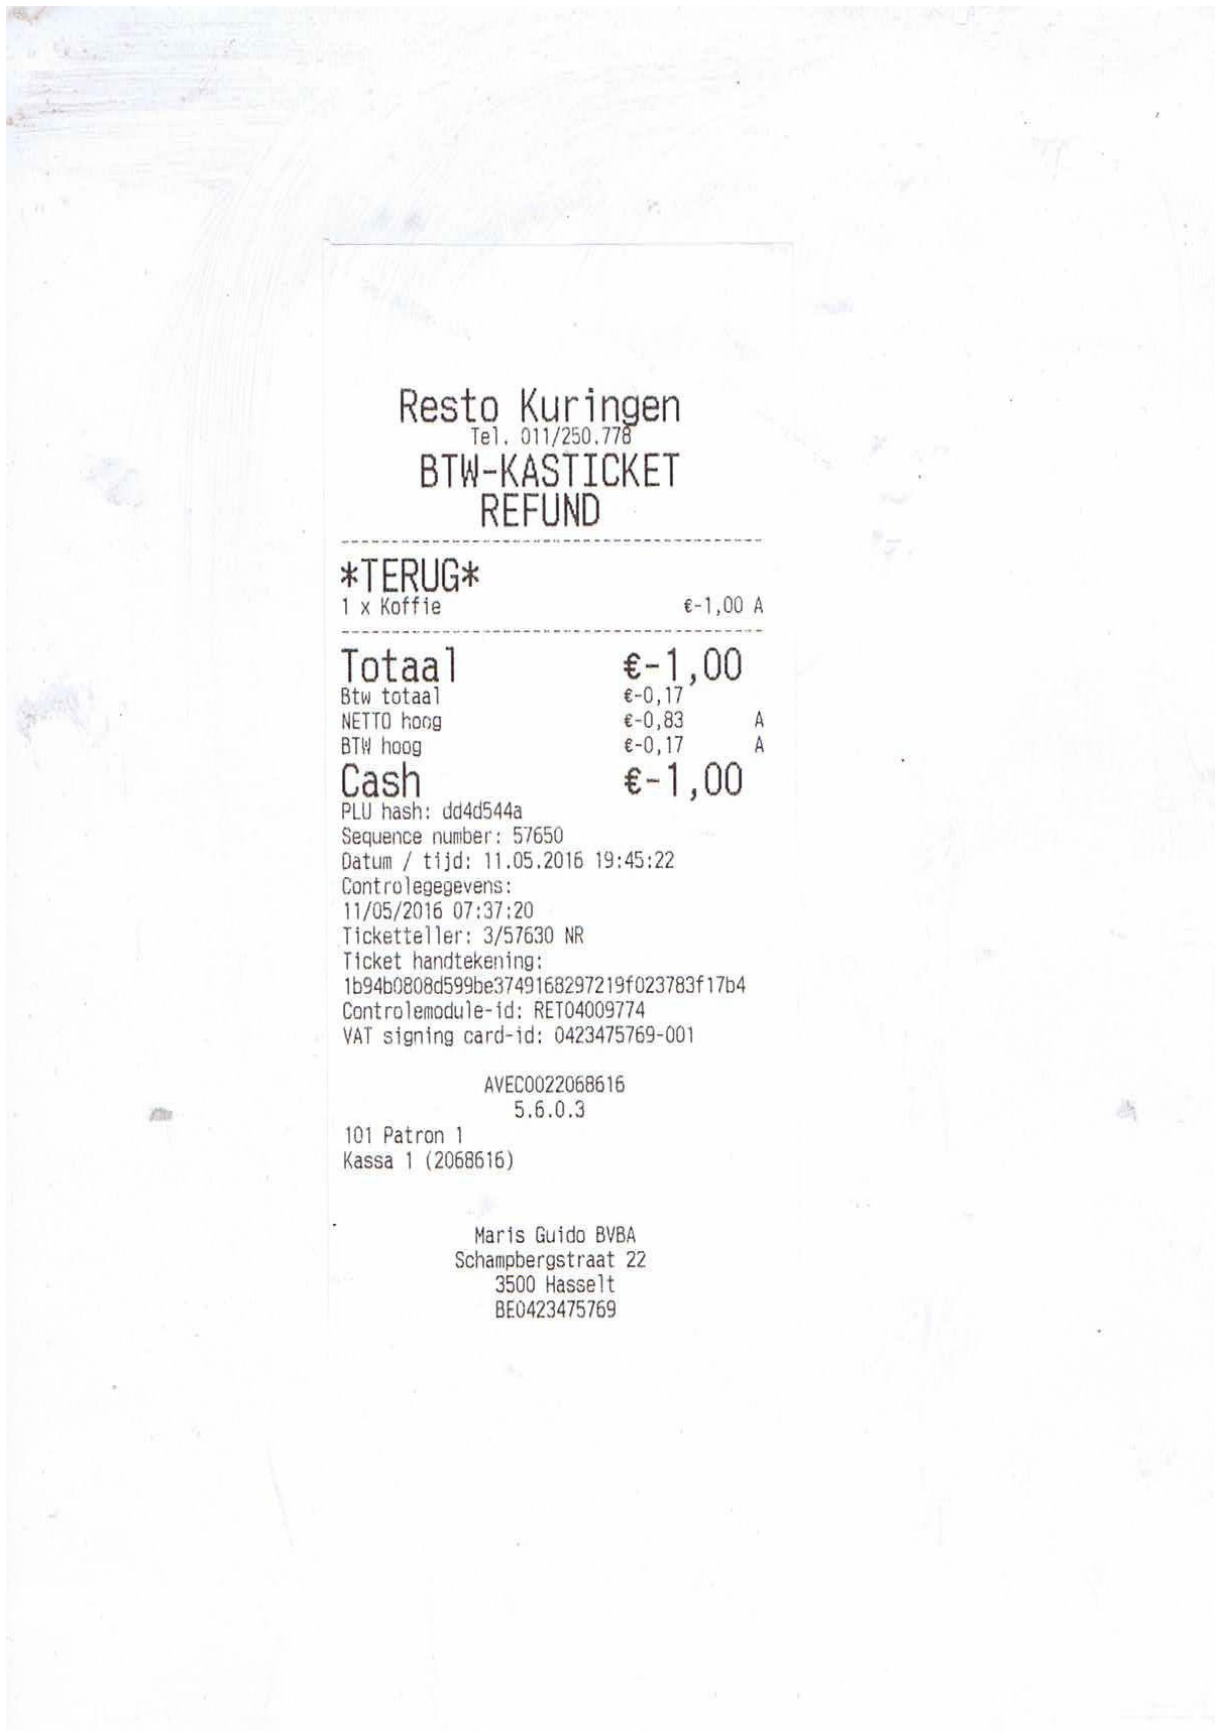 Resto Kuringen
Tel. 011/250.778
BTW-KASTICKET
REFUND
*TERUG*
1 x Koffie €-1,00 A
Totaal €-1,00
Btw totaal €-0,17
NETTO hoog €-0,83 A
BTW hoog €-0,17 A
Cash €-1,00
PLU hash: dd4d544a
Sequence number: 57650
Datum / tijd: 11.05.2016 19:45:22
Controlegegevens:
11/05/2016 07:37:20
Ticketteller: 3/57630 NR
Ticket handtekening:
1b94b0808d599be3749168297219f023783f17b4
Controlemodule-id: RET04009774
VAT signing card-id: 0423475769-001
AVEC0022068616
5.6.0.3
101 Patron 1
Kassa 1 (2068616)
Maris Guido BVBA
Schampbergstraat 22
3500 Hasselt
BE0423475769